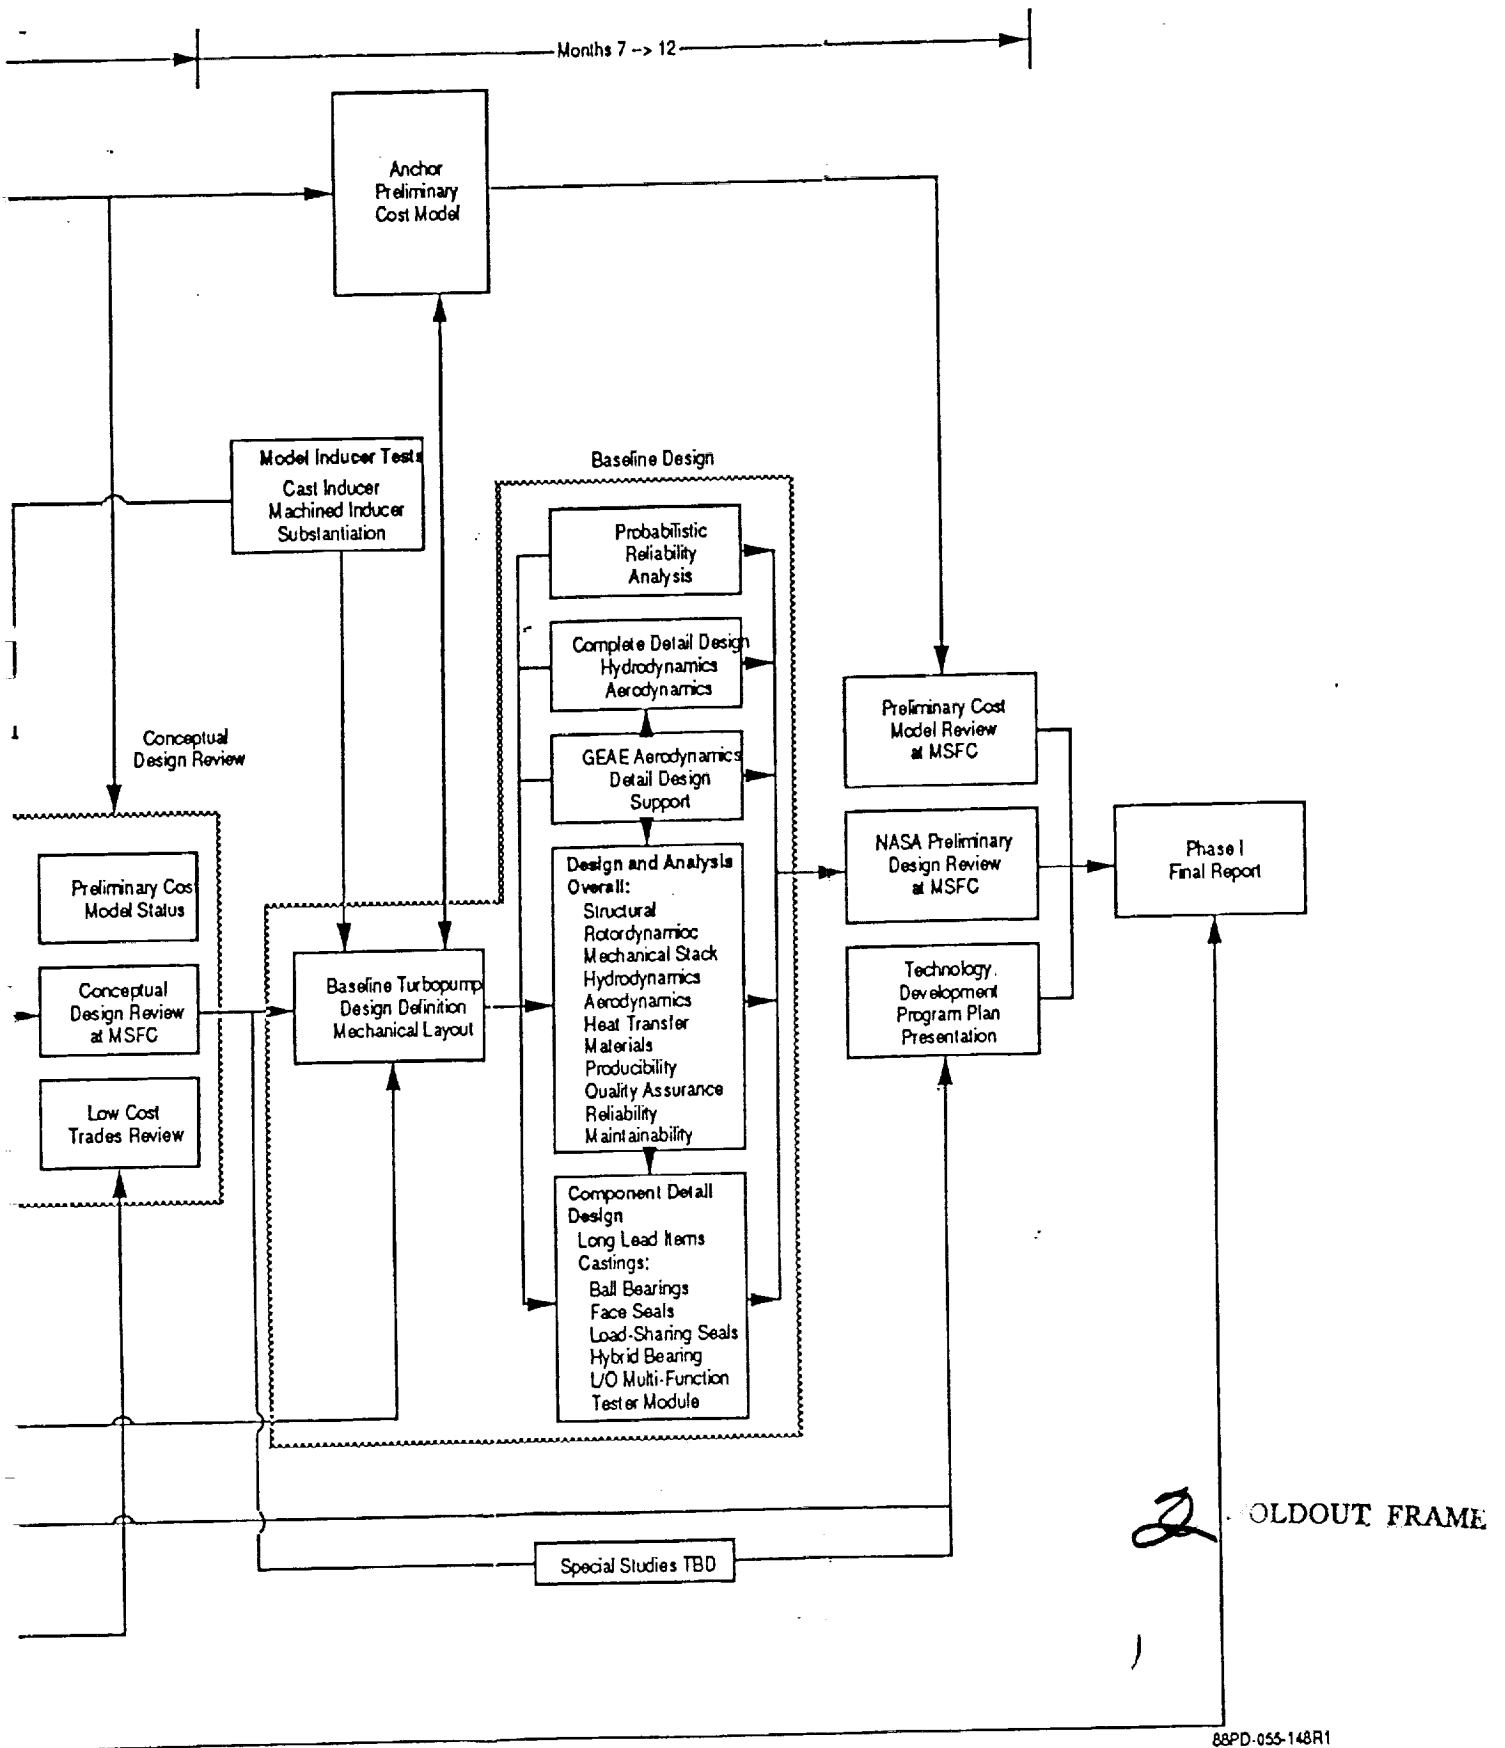 Months 7 --> 12
Anchor
Preliminary
Cost Model
Model Inducer Tests
Cast Inducer
Machined Inducer
Substantiation
Baseline Design
Probabilistic
Reliability
Analysis
Complete Detail Design
Hydrodynamics
Aerodynamics
GEAE Aerodynamics
Detail Design
Support
Design and Analysis
Overall:
Structural
Rotordynamioc
Mechanical Stack
Hydrodynamics
Aerodynamics
Heat Transfer
Materials
Producibility
Quality Assurance
Reliability
Maintainability
Component Detail
Design
Long Lead Items
Castings:
Ball Bearings
Face Seals
Load-Sharing Seals
Hybrid Bearing
L/O Multi-Function
Tester Module
Conceptual
Design Review
Preliminary Cos
Model Status
Conceptual
Design Review
at MSFC
Low Cost
Trades Review
Baseline Turbopump
Design Definition
Mechanical Layout
Preliminary Cost
Model Review
at MSFC
NASA Preliminary
Design Review
at MSFC
Technology
Development
Program Plan
Presentation
Phase I
Final Report
Special Studies TBD
2 OLDOUT FRAME
88PD-055-148R1